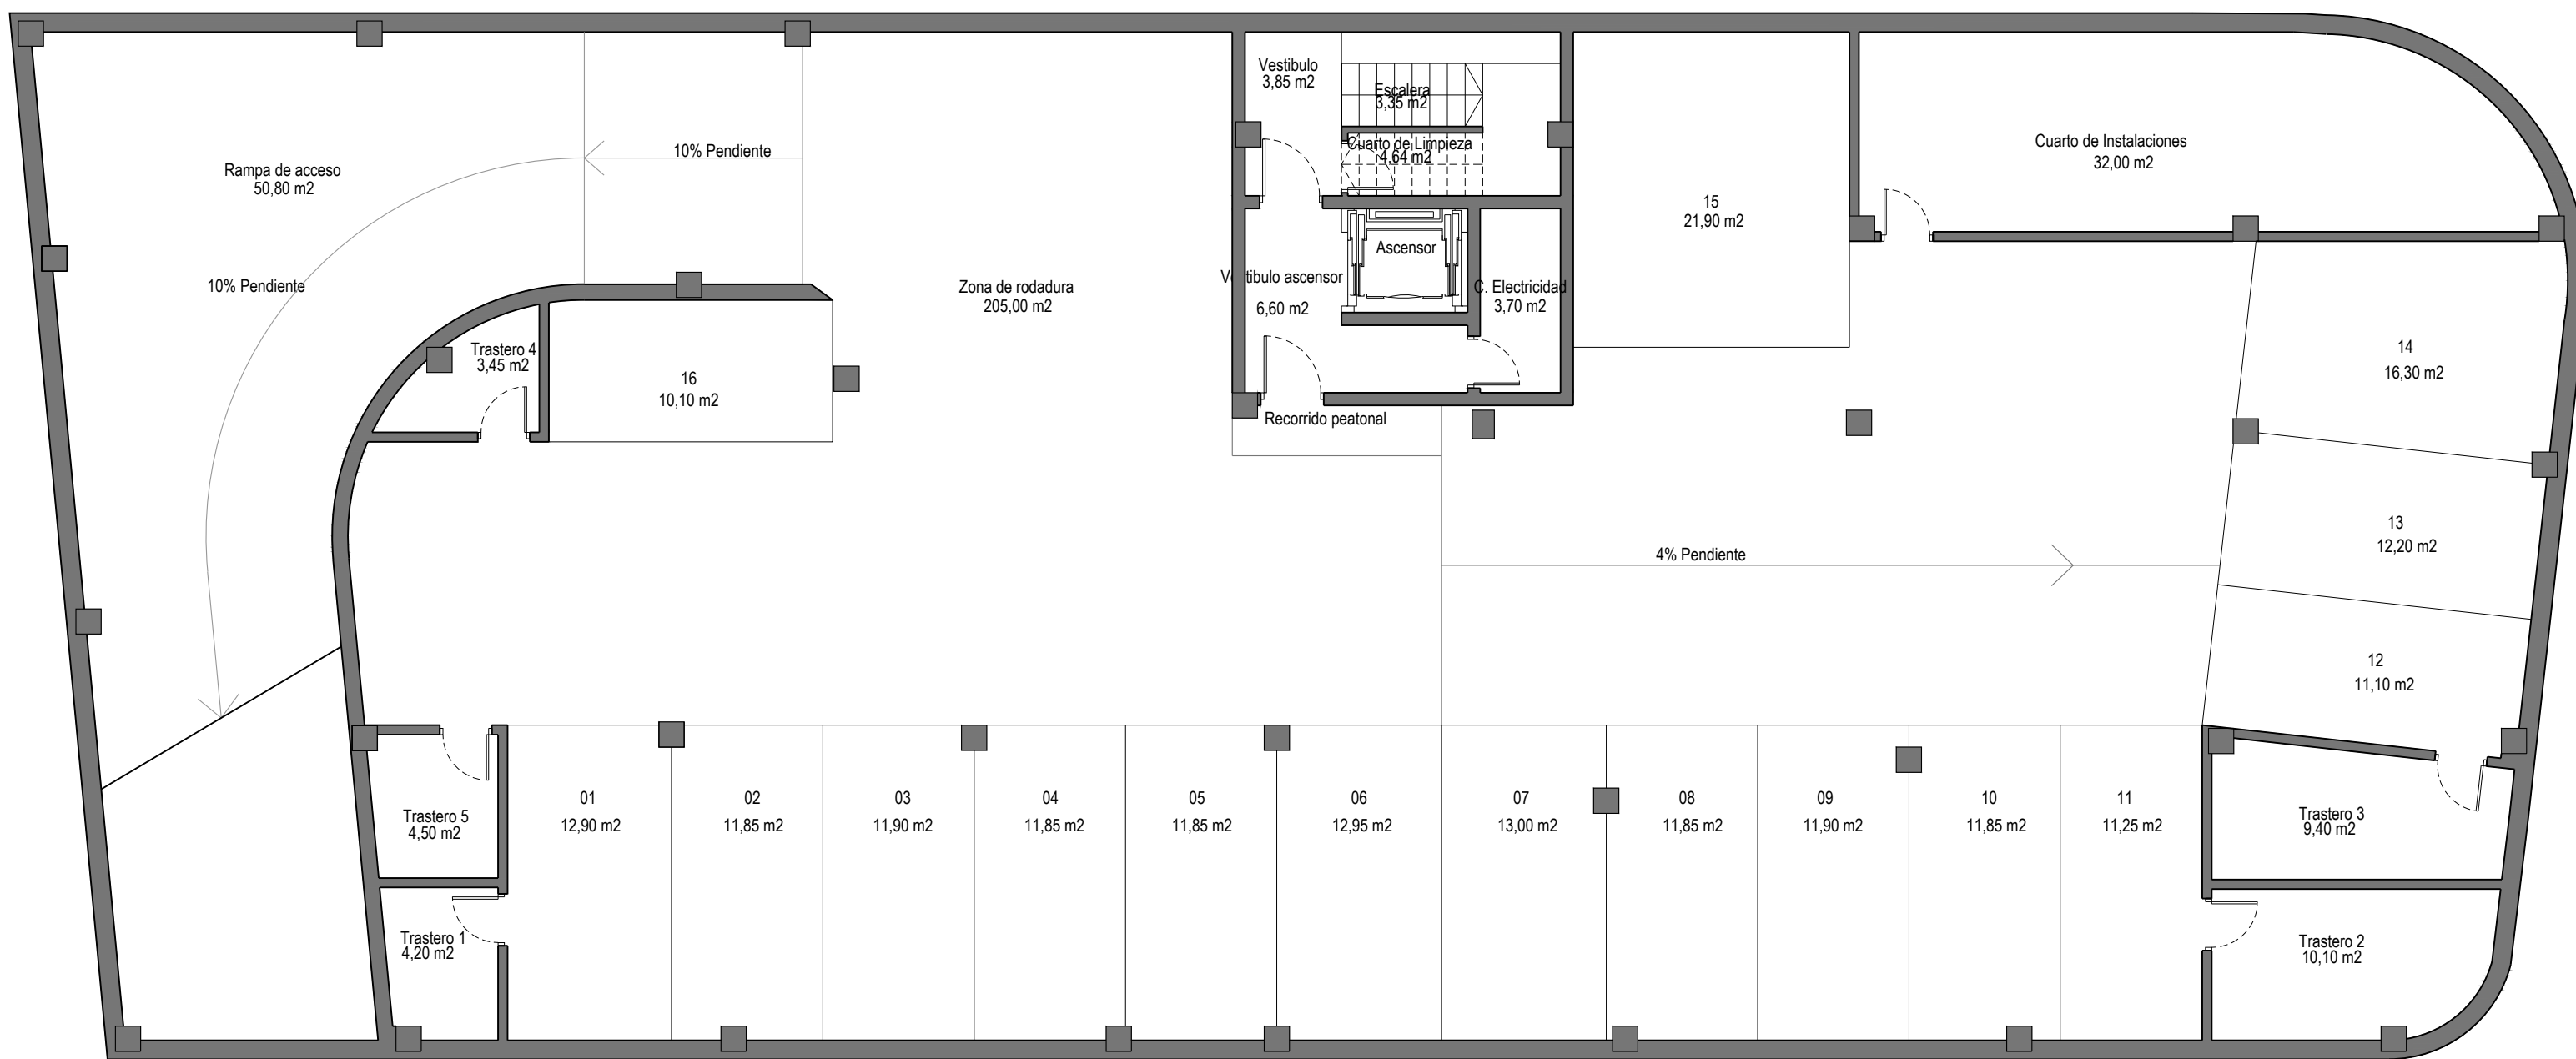 Vestibulo
3,85 m2
Escalera
3,35 m2
Cuarto de Limpieza
4,64 m2
10% Pendiente
Rampa de acceso
50,80 m2
Cuarto de Instalaciones
32,00 m2
15
21,90 m2
Ascensor
10% Pendiente
Zona de rodadura
205,00 m2
Vestibulo ascensor
6,60 m2
C. Electricidad
3,70 m2
Trastero 4
3,45 m2
16
10,10 m2
14
16,30 m2
Recorrido peatonal
13
12,20 m2
4% Pendiente
12
11,10 m2
Trastero 5
4,50 m2
01
12,90 m2
02
11,85 m2
03
11,90 m2
04
11,85 m2
05
11,85 m2
06
12,95 m2
07
13,00 m2
08
11,85 m2
09
11,90 m2
10
11,85 m2
11
11,25 m2
Trastero 3
9,40 m2
Trastero 1
4,20 m2
Trastero 2
10,10 m2